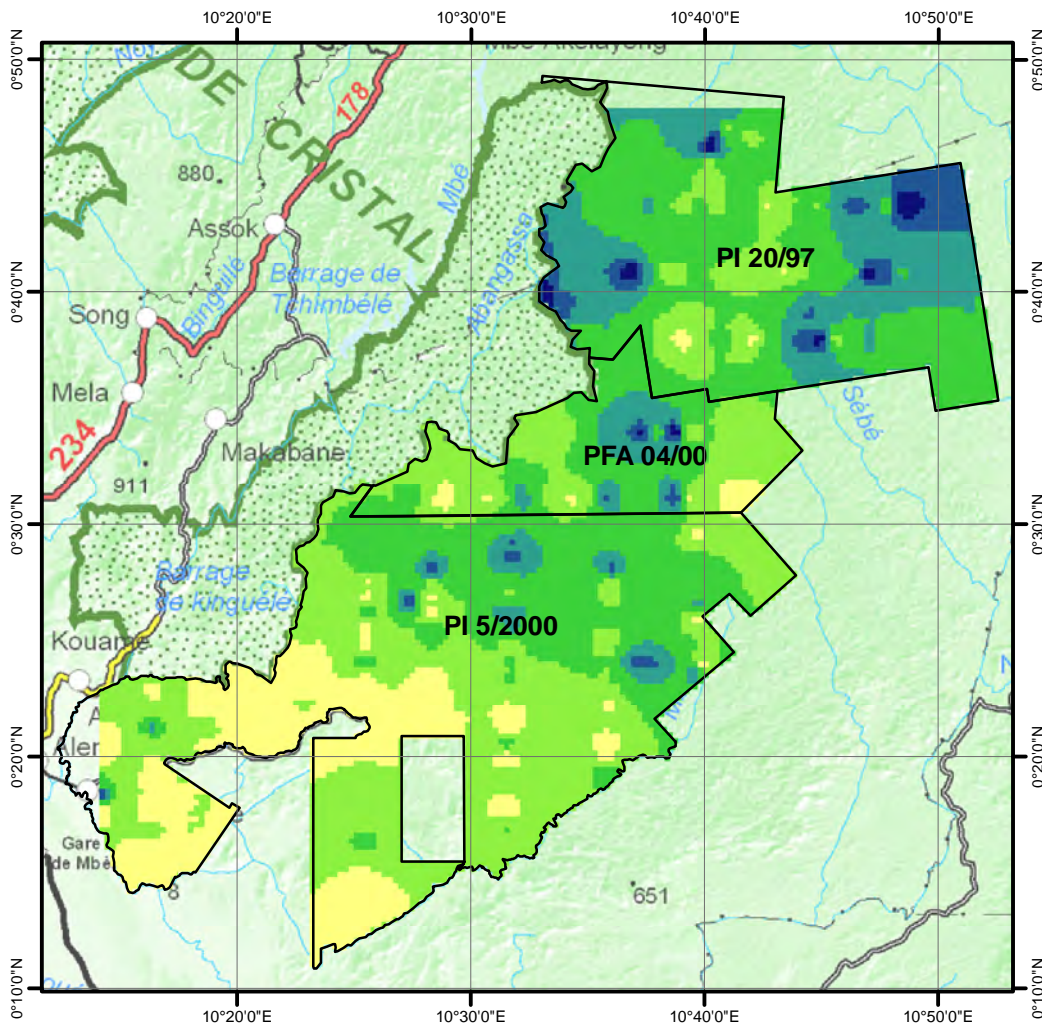 10°20'0"E 10°30'0"E 10°40'0"E 10°50'0"E
0°50'0"N 0°50'0"N
DE
CRISTAL
178
880
Mbé
Assok
Abangassa
Binguillé
Barrage de
Tchimbélé
PI 20/97
0°40'0"N 0°40'0"N
Song
Mela
Sébé
234
Makabane
PFA 04/00
911
0°30'0"N 0°30'0"N
Barrage
de kinguélé
PI 5/2000
Kouamé
0°20'0"N 0°20'0"N
Gare
de Mbè
8
651
0°10'0"N 0°10'0"N
10°20'0"E 10°30'0"E 10°40'0"E 10°50'0"E